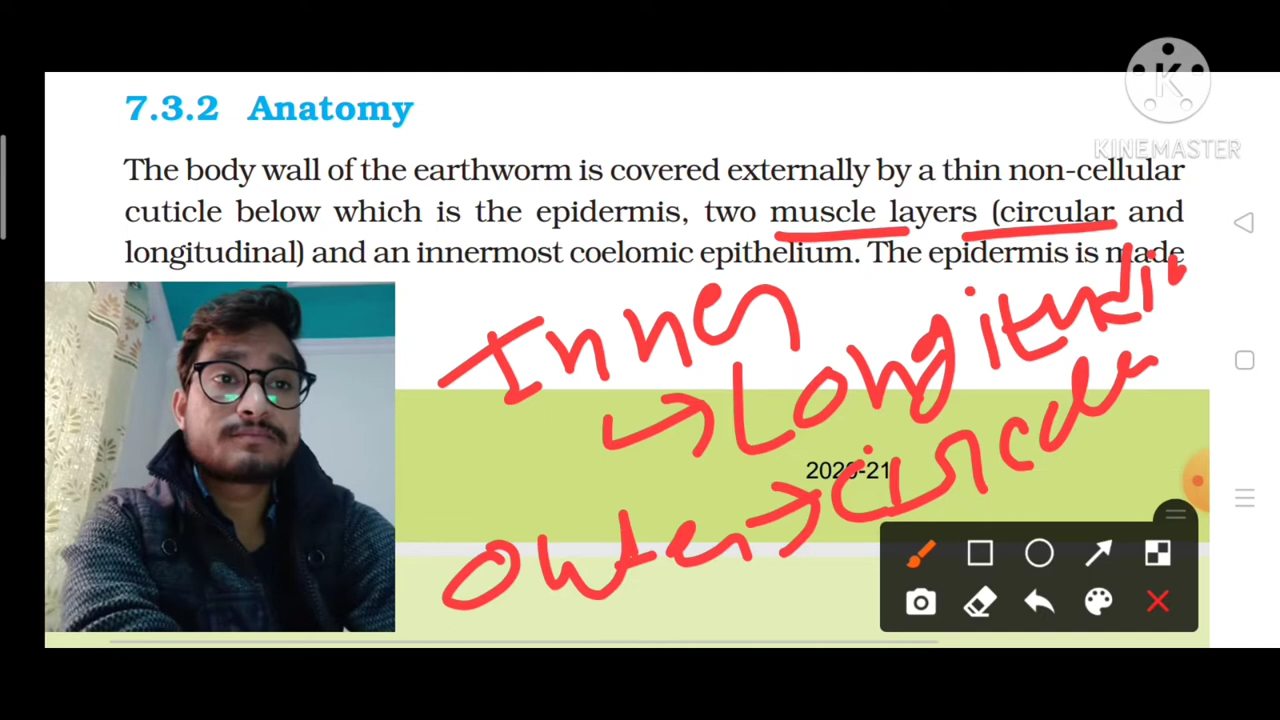 7.3.2 Anatomy
The body wall of the earthworm is covered externally by a thin non-cellular
cuticle below which is the epidermis, two muscle layers (circular and
longitudinal) and an innermost coelomic epithelium. The epidermis is made
K
KINEMASTER
Inner
→ Longitudi
2020-21
Outer → Circular